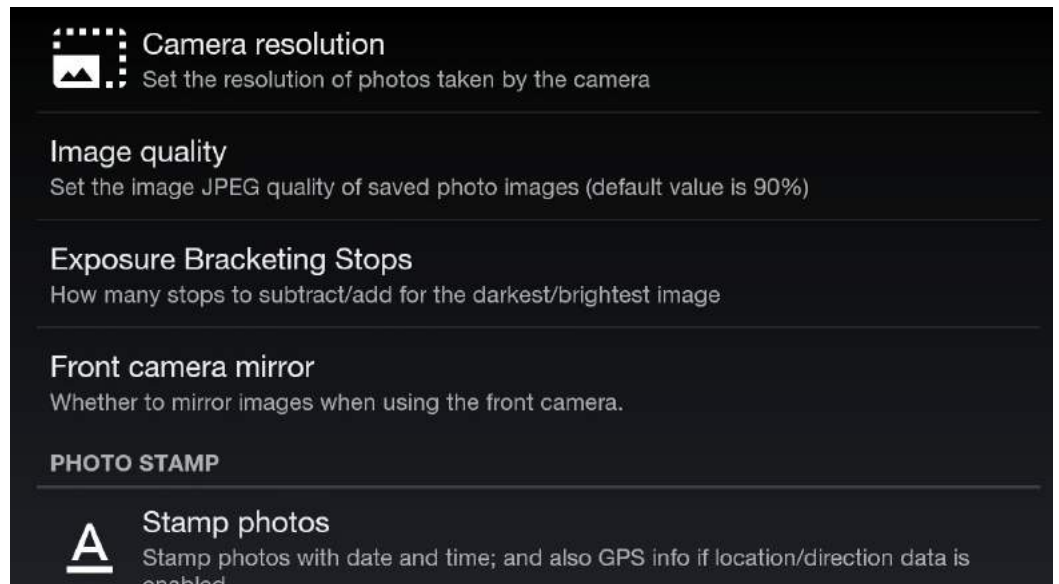 Camera resolution
Set the resolution of photos taken by the camera
Image quality
Set the image JPEG quality of saved photo images (default value is 90%)
Exposure Bracketing Stops
How many stops to subtract/add for the darkest/brightest image
Front camera mirror
Whether to mirror images when using the front camera.
PHOTO STAMP
A
Stamp photos
Stamp photos with date and time; and also GPS info if location/direction data is
enabled